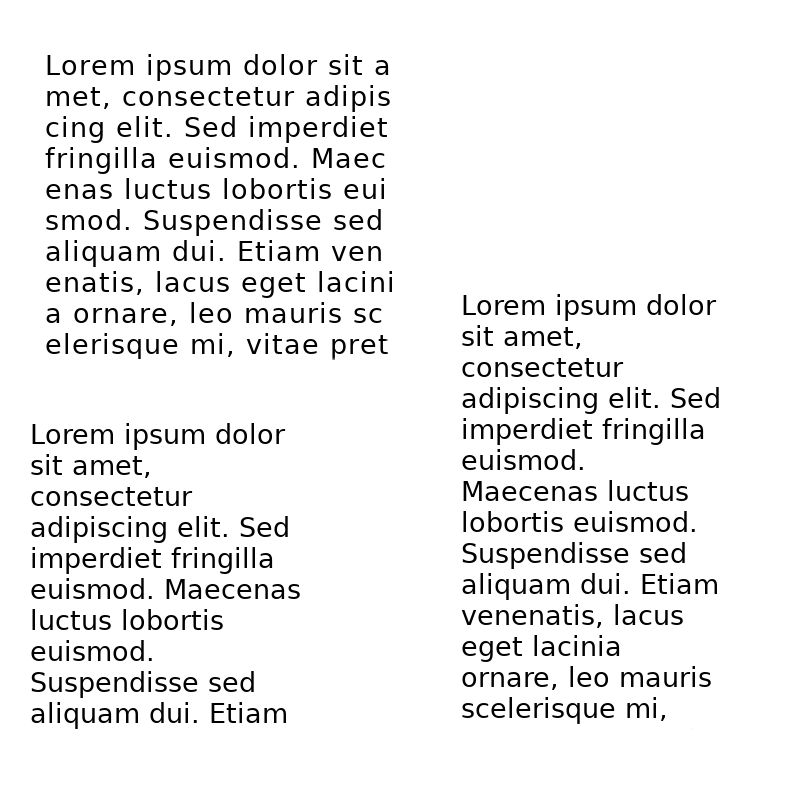 Lorem ipsum dolor sit a
met, consectetur adipis
cing elit. Sed imperdiet
fringilla euismod. Maec
enas luctus lobortis eui
smod. Suspendisse sed
aliquam dui. Etiam ven
enatis, lacus eget lacini
a ornare, leo mauris sc
elerisque mi, vitae pret
Lorem ipsum dolor
sit amet,
consectetur
adipiscing elit. Sed
imperdiet fringilla
euismod. Maecenas
luctus lobortis
euismod.
Suspendisse sed
aliquam dui. Etiam
Lorem ipsum dolor
sit amet,
consectetur
adipiscing elit. Sed
imperdiet fringilla
euismod.
Maecenas luctus
lobortis euismod.
Suspendisse sed
aliquam dui. Etiam
venenatis, lacus
eget lacinia
ornare, leo mauris
scelerisque mi,